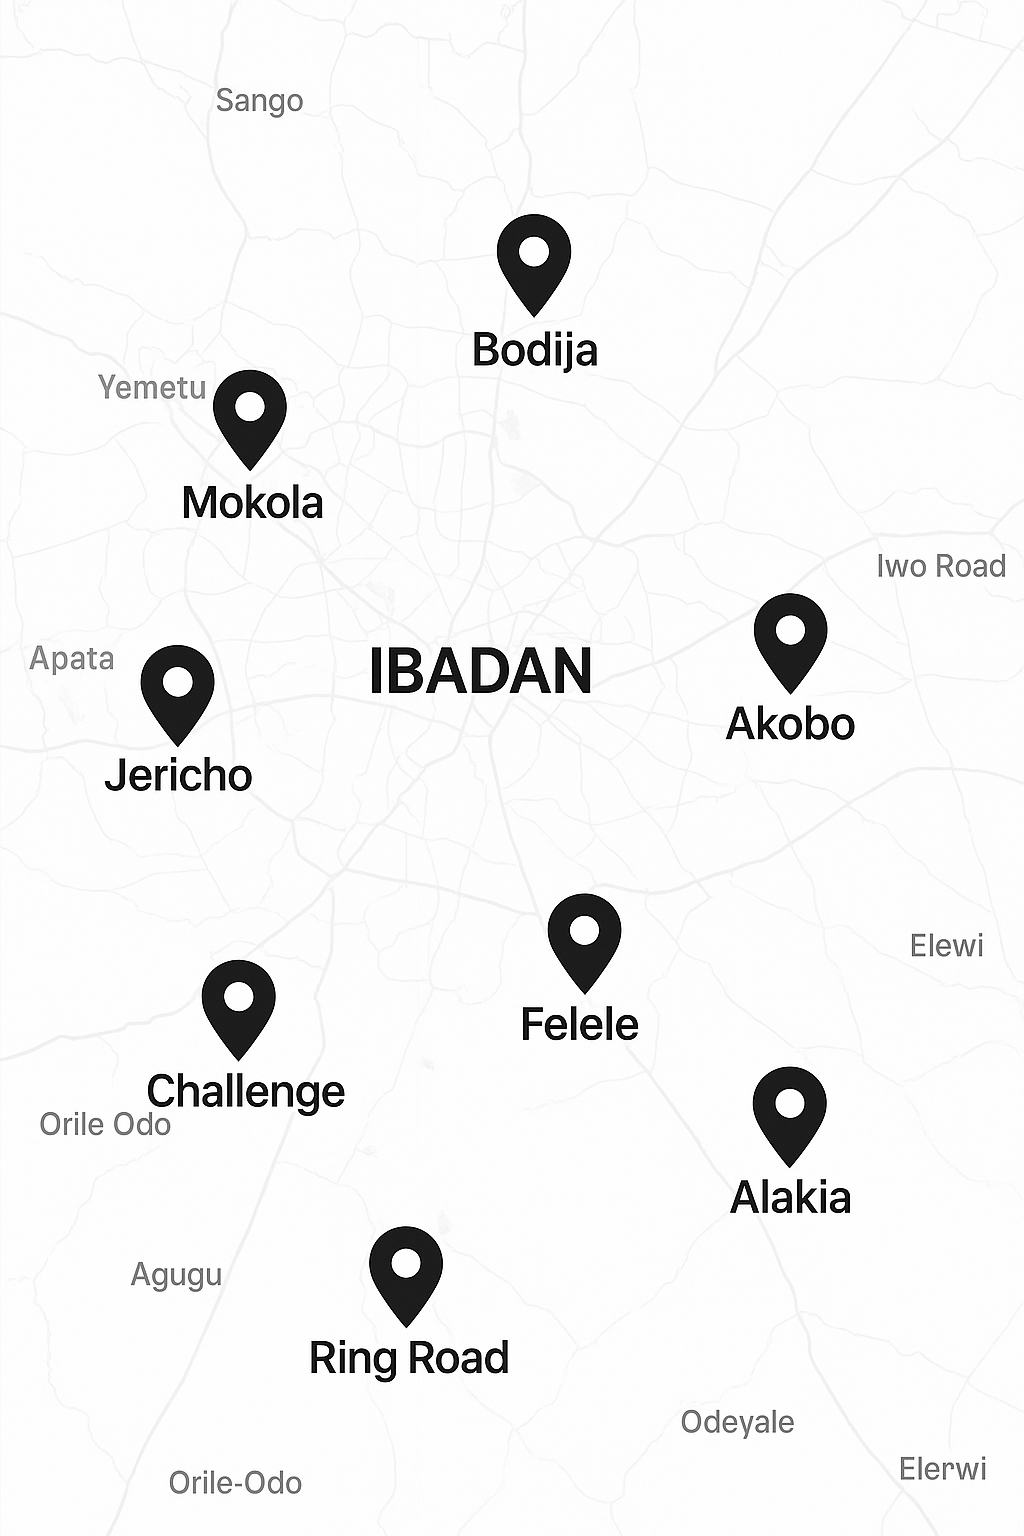 Sango
Bodija
Yemetu
Mokola
Iwo Road
Apata
IBADAN
Akobo
Jericho
Elewi
Felele
Challenge
Orile Odo
Alakia
Agugu
Ring Road
Odeyale
Elerwi
Orile-Odo